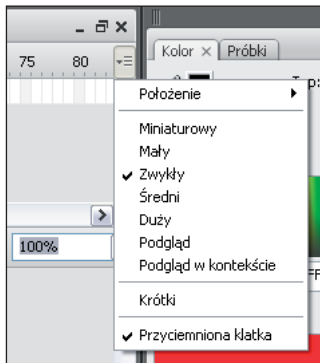 Kolor × Próbki
75 80
Położenie
Miniaturowy
Mały
Zwykły
Średni
Duży
Podgląd
100%
Podgląd w kontekście
Krótki
Przyciemniona klatka